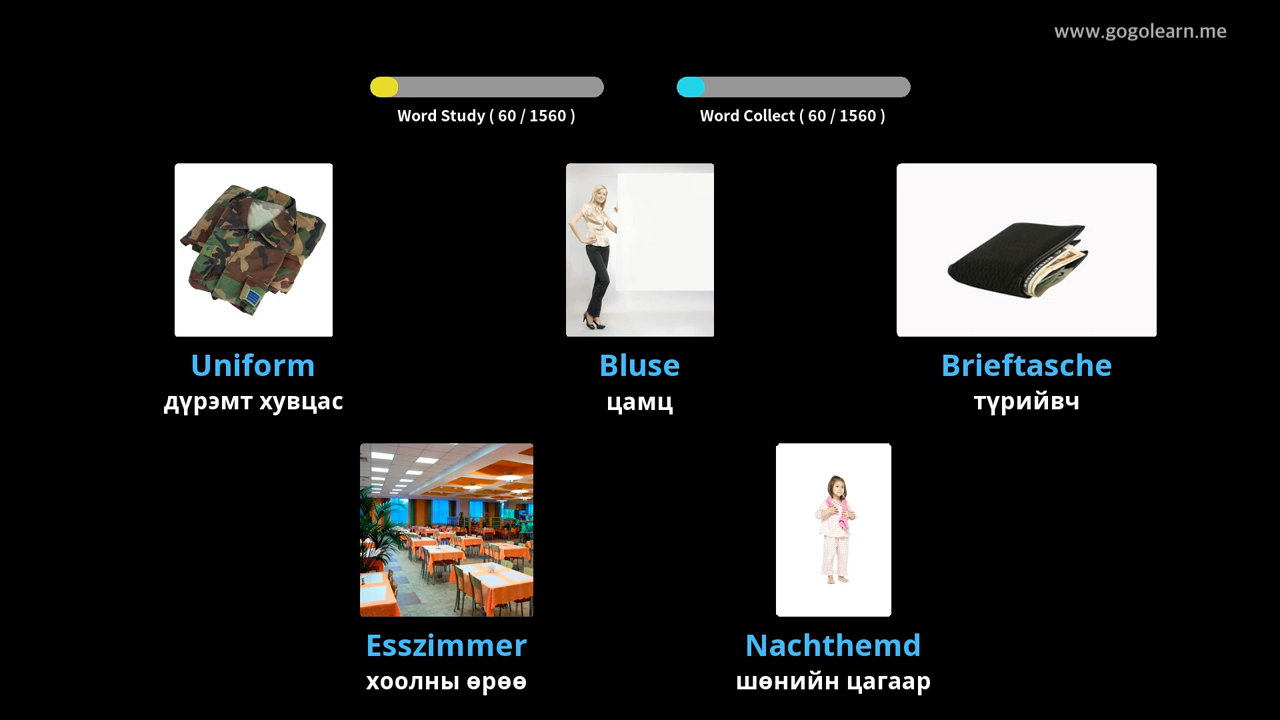 www.gogolearn.me
Word Study ( 60 / 1560 )
Word Collect ( 60 / 1560 )
Uniform
дүрэмт хувцас
Bluse
цамц
Brieftasche
түрийвч
Esszimmer
хоолны өрөө
Nachthemd
шөнийн цагаар